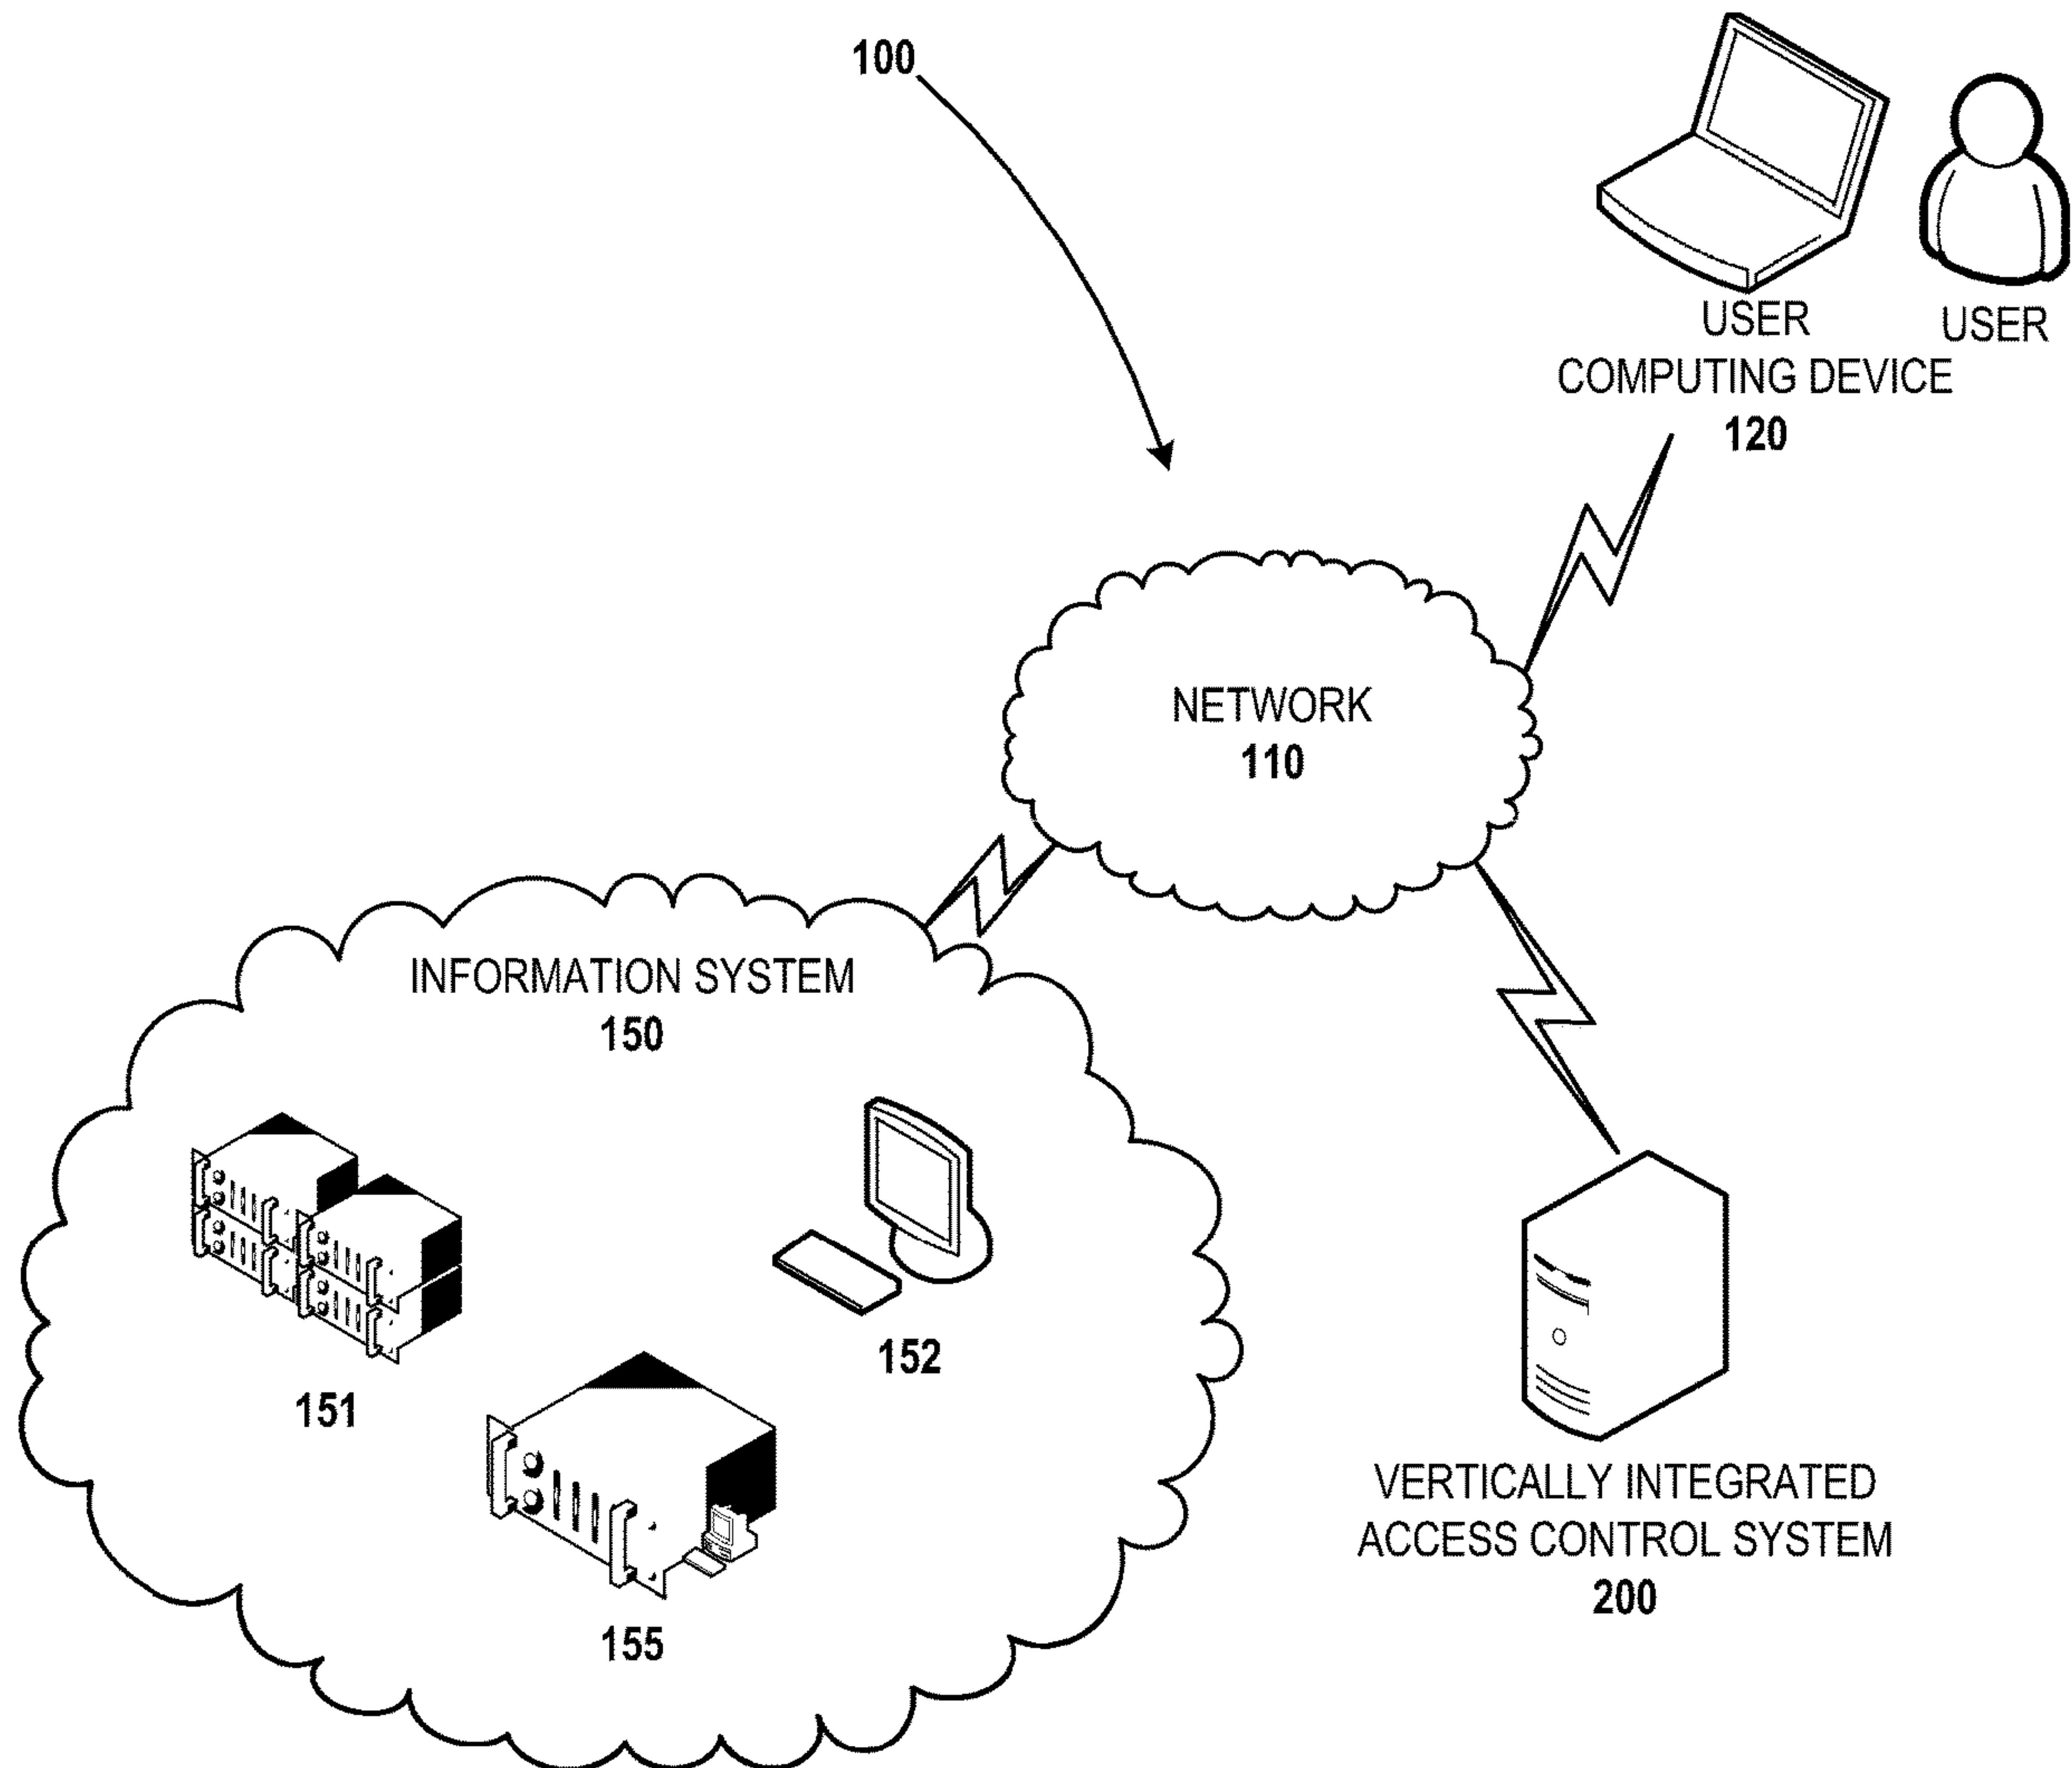 100
USER
COMPUTING DEVICE
120
USER
NETWORK
110
INFORMATION SYSTEM
150
151
152
155
VERTICALLY INTEGRATED
ACCESS CONTROL SYSTEM
200